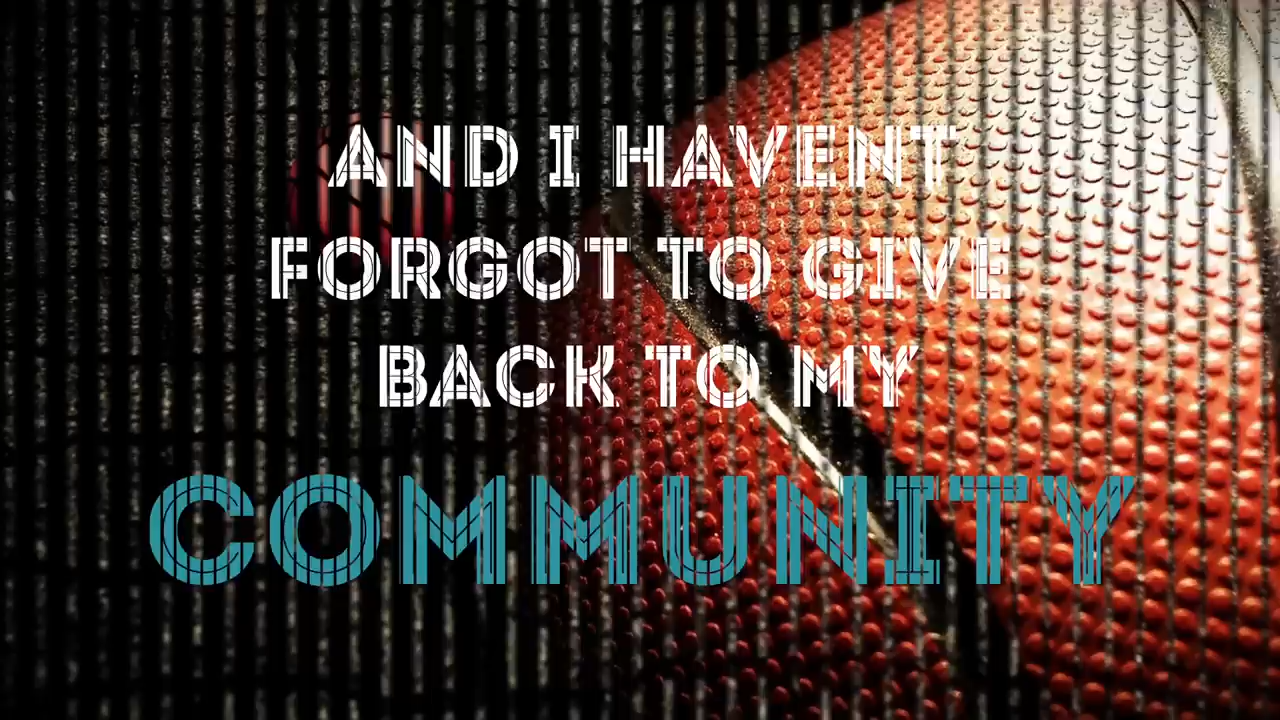 AND I HAVENT
FORGOT TO GIVE
BACK TO MY
COMMUNITY